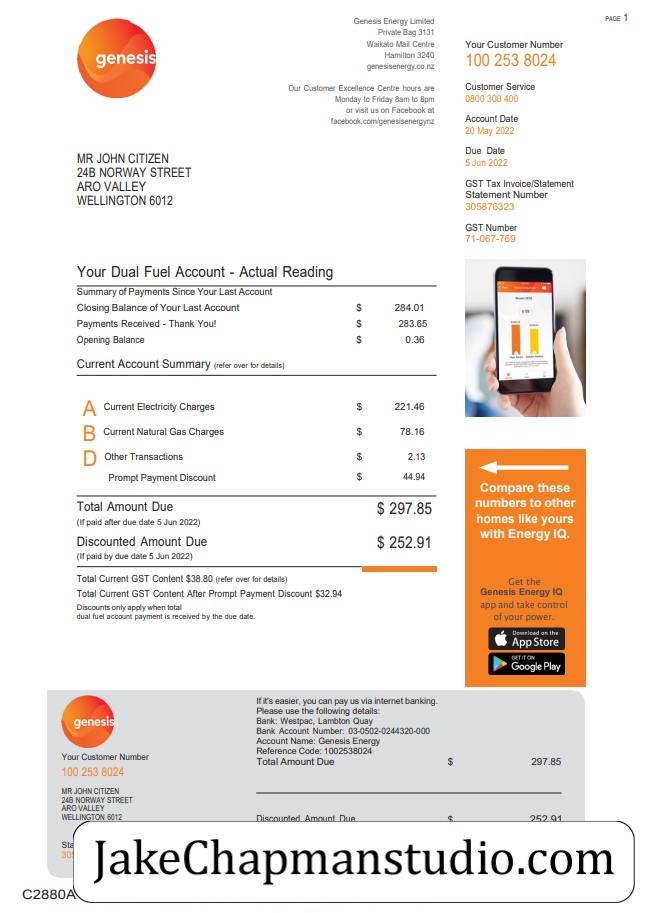 PAGE 1
genesis
Genesis Energy Limited
Private Bag 3131
Waikato Mail Centre
Hamilton 3240
genesisenergy.co.nz
Our Customer Excellence Centre hours are
Monday to Friday 8am to 8pm
or visit us on Facebook at
facebook.com/genesisenergynz
Your Customer Number
100 253 8024
Customer Service
0800 300 400
Account Date
20 May 2022
Due Date
5 Jun 2022
GST Tax Invoice/Statement
Statement Number
305876323
GST Number
71-067-769
MR JOHN CITIZEN
24B NORWAY STREET
ARO VALLEY
WELLINGTON 6012
Your Dual Fuel Account - Actual Reading
Summary of Payments Since Your Last Account
Closing Balance of Your Last Account $ 284.01
Payments Received - Thank You! $ 283.65
Opening Balance $ 0.36
Current Account Summary (refer over for details)
A Current Electricity Charges $ 221.46
B Current Natural Gas Charges $ 78.16
D Other Transactions $ 2.13
Prompt Payment Discount $ 44.94
Total Amount Due $ 297.85
(If paid after due date 5 Jun 2022)
Discounted Amount Due $ 252.91
(If paid by due date 5 Jun 2022)
Total Current GST Content $38.80 (refer over for details)
Total Current GST Content After Prompt Payment Discount $32.94
Discounts only apply when total
dual fuel account payment is received by the due date.
Compare these
numbers to other
homes like yours
with Energy IQ.
Get the
Genesis Energy IQ
app and take control
of your power.
Download on the
App Store
GET IT ON
Google Play
genesis
Your Customer Number
100 253 8024
MR JOHN CITIZEN
24B NORWAY STREET
ARO VALLEY
WELLINGTON 6012
If it's easier, you can pay us via internet banking.
Please use the following details:
Bank: Westpac, Lambton Quay
Bank Account Number: 03-0502-0244320-000
Account Name: Genesis Energy
Reference Code: 1002538024
Total Amount Due $ 297.85
Discounted Amount Due $ 252.91
JakeChapmanstudio.com
C2880A